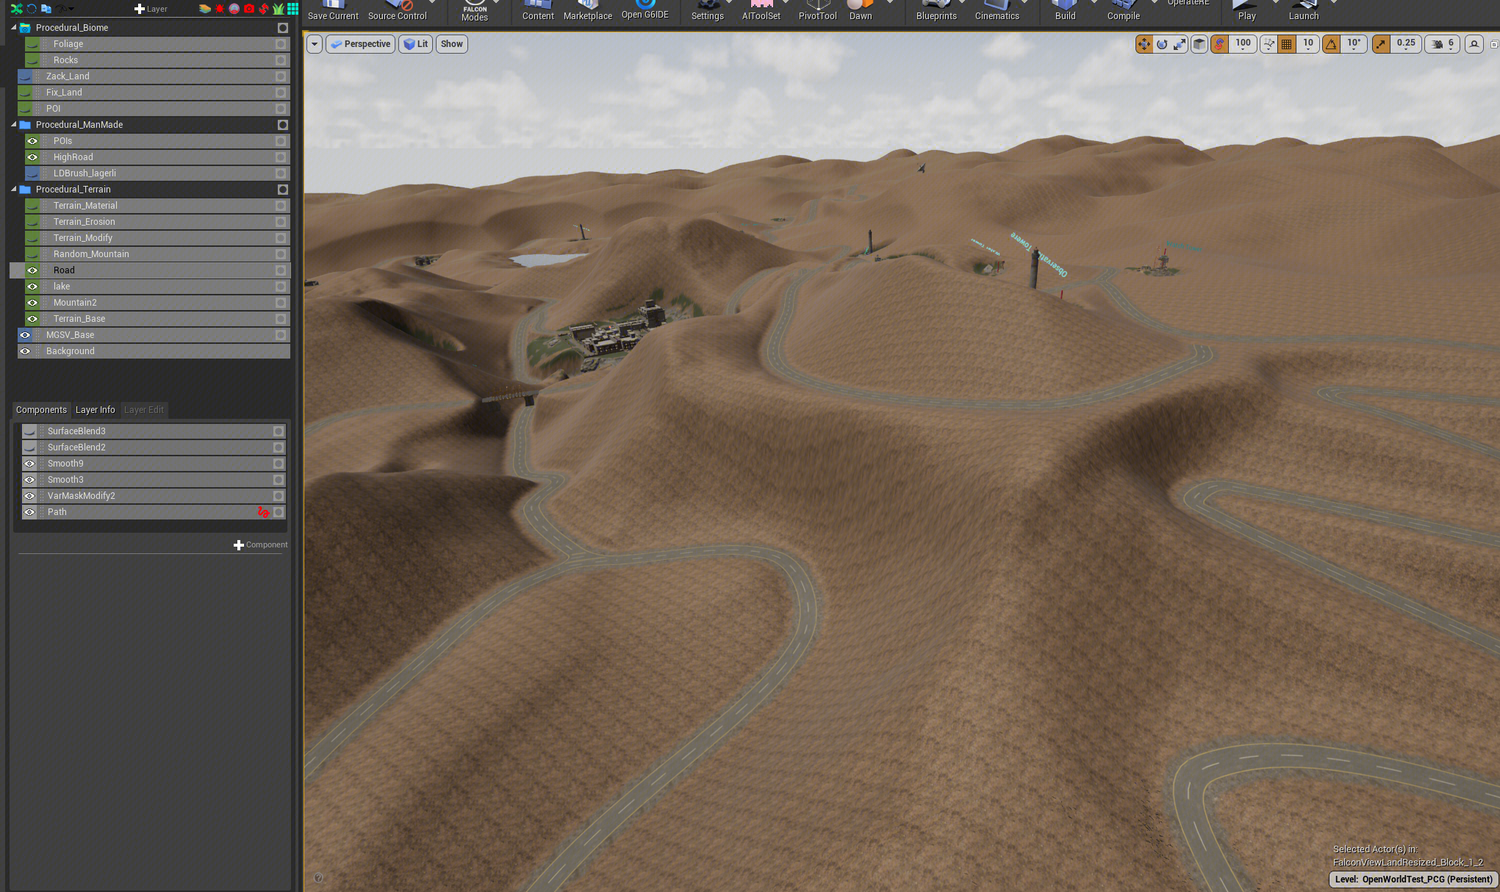 Layer
Save Current
Source Control
FALCON
Modes
Content
Marketplace
Open G6IDE
Settings
AIToolSet
PivotTool
Dawn
Blueprints
Cinematics
Build
Compile
OperateRE
Play
Launch
Perspective
Lit
Show
100
10
10°
0.25
6
Procedural_Biome
Foliage
Rocks
Zack_Land
Fix_Land
POI
Procedural_ManMade
POIs
HighRoad
LDBrush_lagerli
Procedural_Terrain
Terrain_Material
Terrain_Erosion
Terrain_Modify
Random_Mountain
Road
lake
Mountain2
Terrain_Base
MGSV_Base
Background
Components
Layer Info
Layer Edit
SurfaceBlend3
SurfaceBlend2
Smooth9
Smooth3
VarMaskModify2
Path
Component
Selected Actor(s) in:
FalconViewLandResized_Block_1_2
Level: OpenWorldTest_PCG (Persistent)